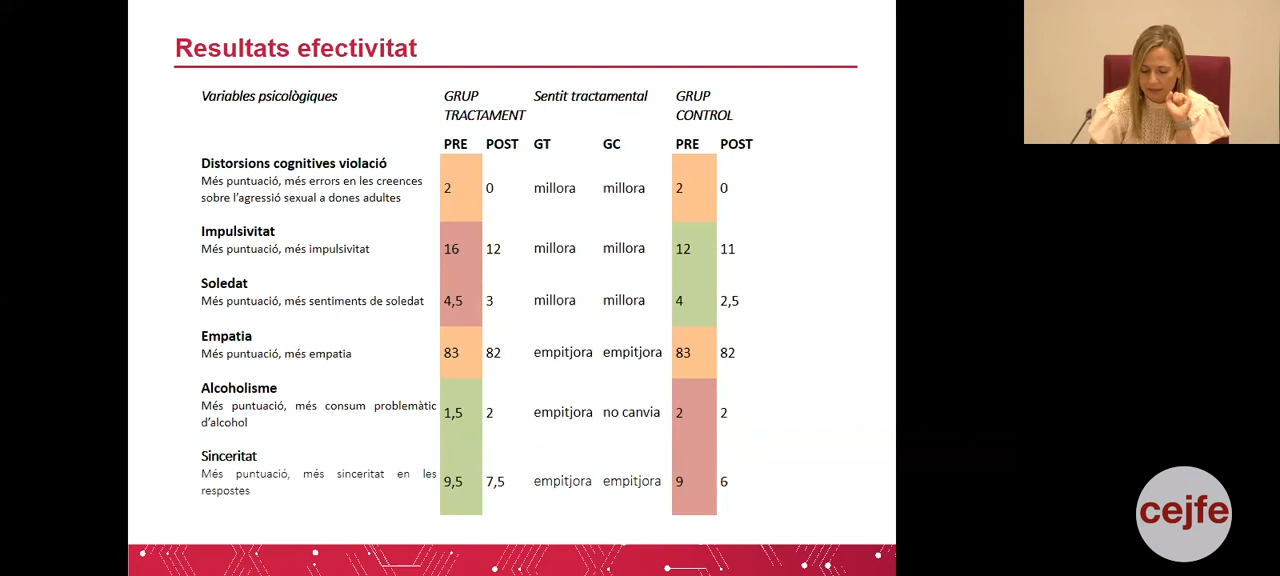 Resultats efectivitat
Variables psicològiques GRUP Sentit tractamental GRUP
TRACTAMENT CONTROL
PRE POST GT GC PRE POST
Distorsions cognitives violació
Més puntuació, més errors en les creences
sobre l'agressió sexual a dones adultes
2 0 millora millora 2 0
Impulsivitat
Més puntuació, més impulsivitat
16 12 millora millora 12 11
Soledat
Més puntuació, més sentiments de soledat
4,5 3 millora millora 4 2,5
Empatia
Més puntuació, més empatia
83 82 empitjora empitjora 83 82
Alcoholisme
Més puntuació, més consum problemàtic
d'alcohol
1,5 2 empitjora no canvia 2 2
Sinceritat
Més puntuació, més sinceritat en les
respostes
9,5 7,5 empitjora empitjora 9 6
cejfe